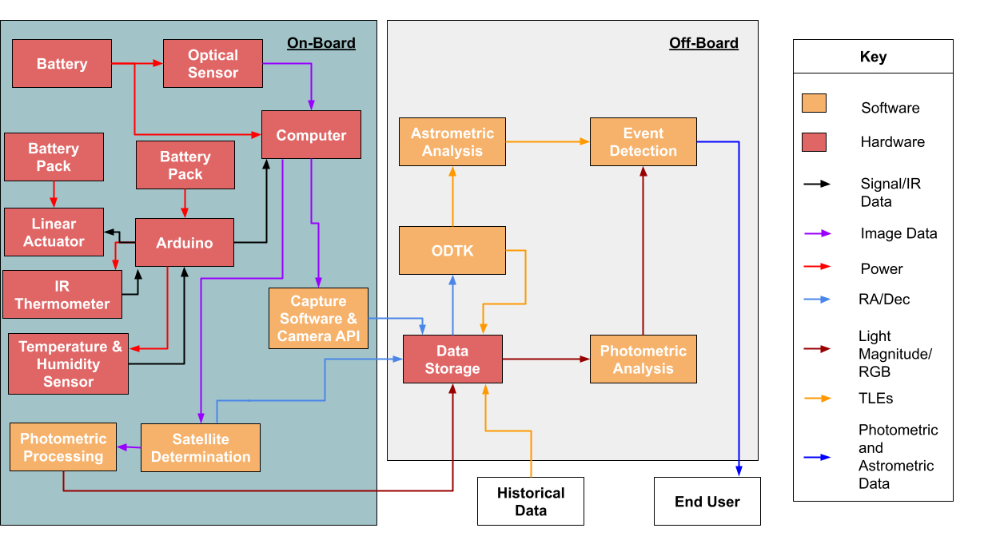 On-Board
Battery
Optical
Sensor
Computer
Battery
Pack
Battery
Pack
Linear
Actuator
Arduino
IR
Thermometer
Capture
Software &
Camera API
Temperature &
Humidity
Sensor
Photometric
Processing
Satellite
Determination
Off-Board
Astrometric
Analysis
Event
Detection
ODTK
Data
Storage
Photometric
Analysis
Historical
Data
End User
Key
Software
Hardware
Signal/IR
Data
Image Data
Power
RA/Dec
Light
Magnitude/
RGB
TLEs
Photometric
and
Astrometric
Data